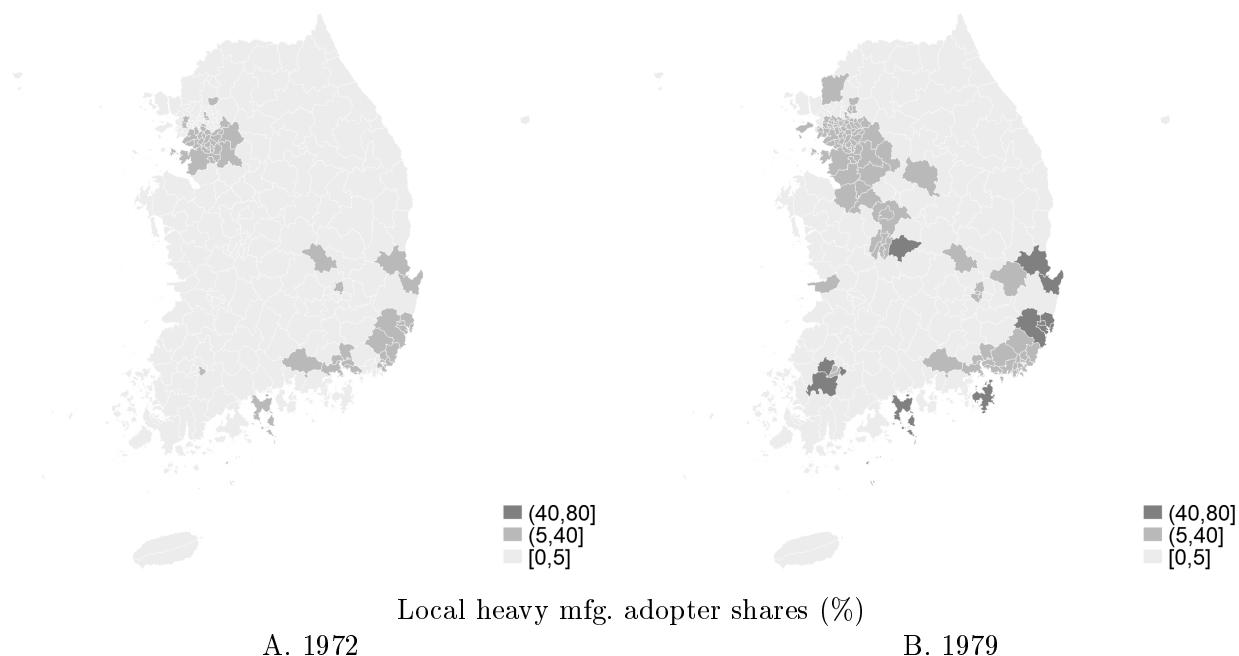 (40,80]
(5,40]
[0,5]
(40,80]
(5,40]
[0,5]
Local heavy mfg. adopter shares (%)
A. 1972
B. 1979